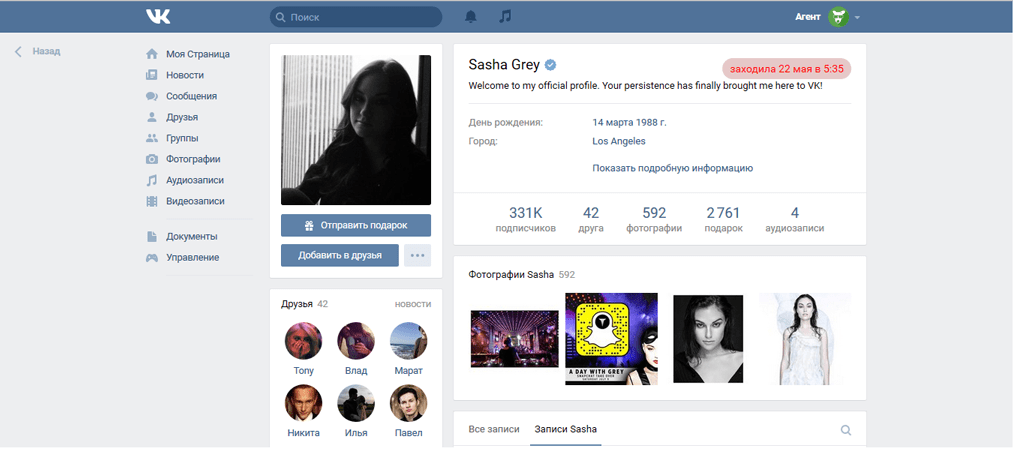 Поиск
Агент
Назад
Моя Страница
Новости
Сообщения
Друзья
Группы
Фотографии
Аудиозаписи
Видеозаписи
Документы
Управление
Отправить подарок
Добавить в друзья
Друзья 42 новости
Tony Влад Марат
Никита Илья Павел
Sasha Grey
заходила 22 мая в 5:35
Welcome to my official profile. Your persistence has finally brought me here to VK!
День рождения: 14 марта 1988 г.
Город: Los Angeles
Показать подробную информацию
331K 42 592 2 761 4
подписчиков друга фотографии подарок аудиозаписи
Фотографии Sasha 592
A DAY WITH GREY
Все записи Записи Sasha